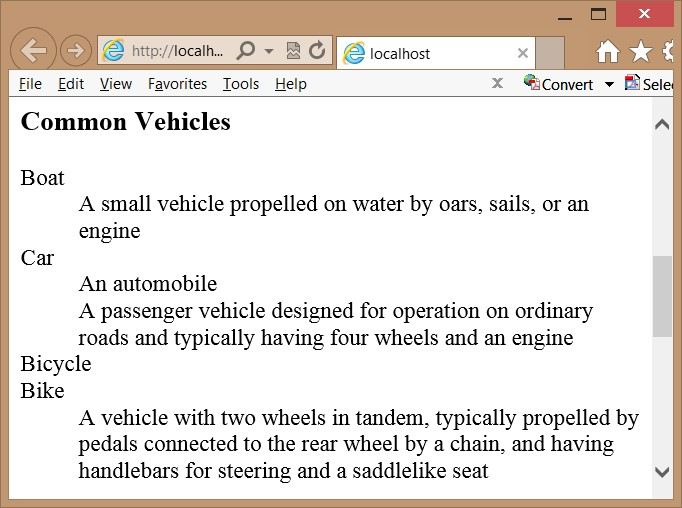 http://localh...
localhost
File Edit View Favorites Tools Help
Convert
Common Vehicles
Boat
A small vehicle propelled on water by oars, sails, or an
engine
Car
An automobile
A passenger vehicle designed for operation on ordinary
roads and typically having four wheels and an engine
Bicycle
Bike
A vehicle with two wheels in tandem, typically propelled by
pedals connected to the rear wheel by a chain, and having
handlebars for steering and a saddlelike seat